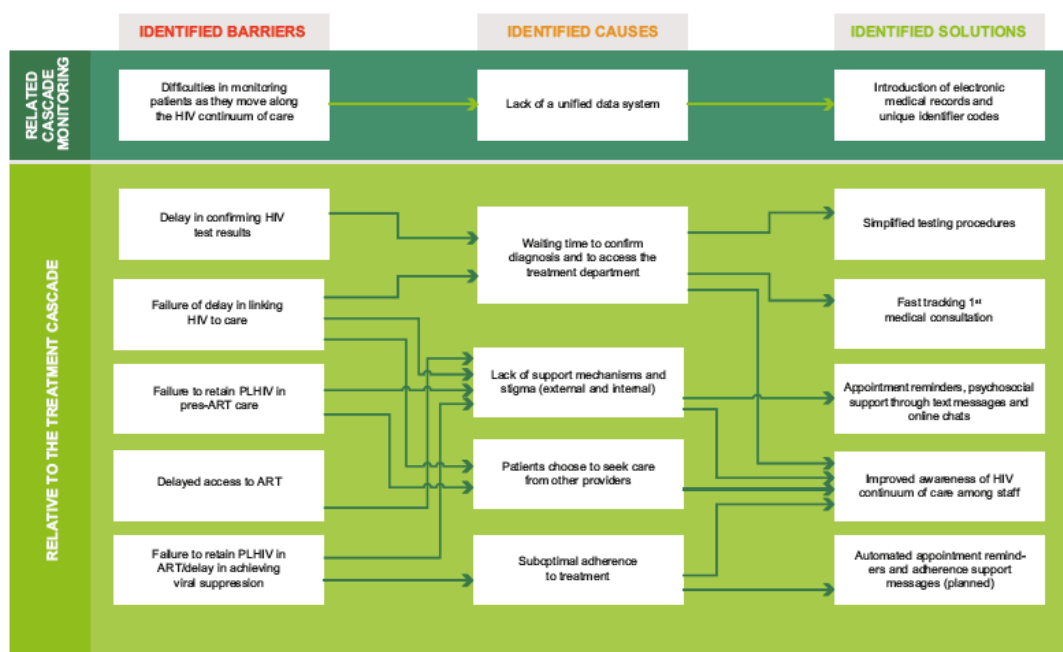 IDENTIFIED BARRIERS
IDENTIFIED CAUSES
IDENTIFIED SOLUTIONS
RELATED
CASCADE
MONITORING
Difficulties in monitoring
patients as they move along
the HIV continuum of care
Lack of a unified data system
Introduction of electronic
medical records and
unique identifier codes
RELATIVE TO THE TREATMENT CASCADE
Delay in confirming HIV
test results
Failure of delay in linking
HIV to care
Failure to retain PLHIV in
pres-ART care
Delayed access to ART
Failure to retain PLHIV in
ART/delay in achieving
viral suppression
Waiting time to confirm
diagnosis and to access the
treatment department
Lack of support mechanisms and
stigma (external and internal)
Patients choose to seek care
from other providers
Suboptimal adherence
to treatment
Simplified testing procedures
Fast tracking 1st
medical consultation
Appointment reminders, psychosocial
support through text messages and
online chats
Improved awareness of HIV
continuum of care among staff
Automated appointment remind-
ers and adherence support
messages (planned)